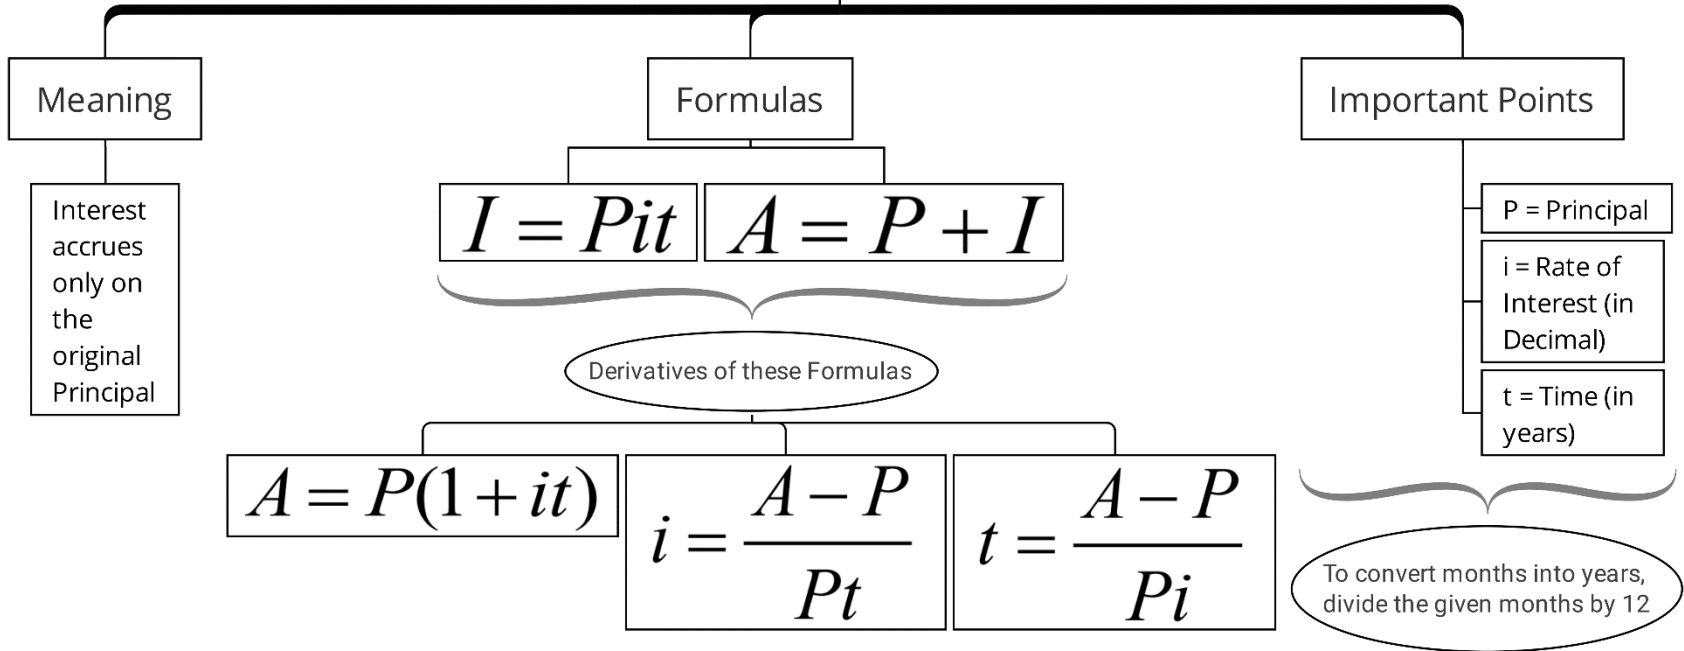 Meaning
Formulas
Important Points
Interest
accrues
only on
the
original
Principal
I = Pit
A = P + I
Derivatives of these Formulas
A = P(1 + it)
i = (A − P) / Pt
t = (A − P) / Pi
P = Principal
i = Rate of
Interest (in
Decimal)
t = Time (in
years)
To convert months into years,
divide the given months by 12